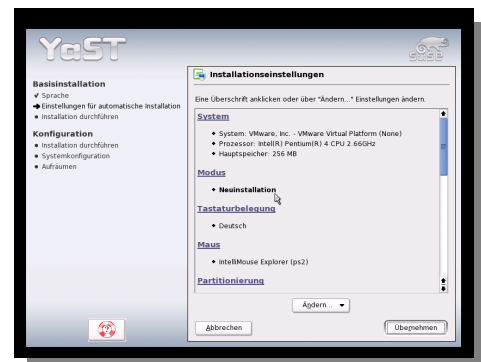 YaST
SUSE
Basisinstallation
Sprache
Einstellungen für automatische Installation
Installation durchführen
Konfiguration
Installation durchführen
Systemkonfiguration
Aufräumen
Installationseinstellungen
Eine Überschrift anklicken oder über "Ändern..." Einstellungen ändern.
System
System: VMware, Inc. - VMware Virtual Platform (None)
Prozessor: Intel(R) Pentium(R) 4 CPU 2.66GHz
Hauptspeicher: 256 MB
Modus
Neuinstallation
Tastaturbelegung
Deutsch
Maus
IntelliMouse Explorer (ps2)
Partitionierung
Ändern...
Abbrechen
Übernehmen